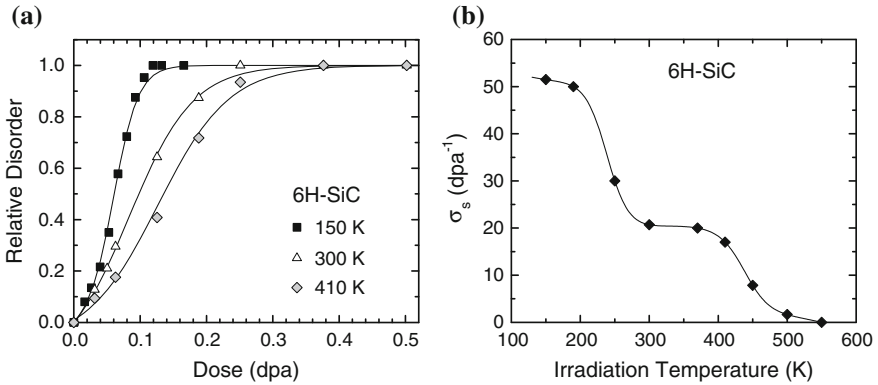 (a)
Relative Disorder
1.0
0.8
0.6
0.4
0.2
0.0
6H-SiC
150 K
300 K
410 K
0.0 0.1 0.2 0.3 0.4 0.5
Dose (dpa)
(b)
σs (dpa-1)
60
50
40
30
20
10
0
6H-SiC
100 200 300 400 500 600
Irradiation Temperature (K)